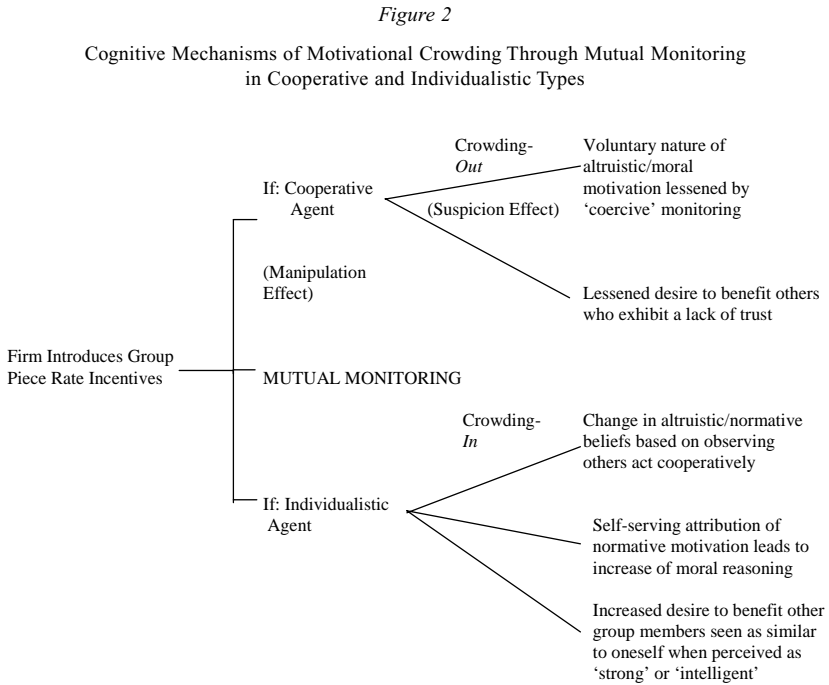 Figure 2
Cognitive Mechanisms of Motivational Crowding Through Mutual Monitoring
in Cooperative and Individualistic Types
Firm Introduces Group
Piece Rate Incentives
If: Cooperative
Agent
(Manipulation
Effect)
MUTUAL MONITORING
If: Individualistic
Agent
Crowding-
Out
(Suspicion Effect)
Voluntary nature of
altruistic/moral
motivation lessened by
‘coercive’ monitoring
Lessened desire to benefit others
who exhibit a lack of trust
Crowding-
In
Change in altruistic/normative
beliefs based on observing
others act cooperatively
Self-serving attribution of
normative motivation leads to
increase of moral reasoning
Increased desire to benefit other
group members seen as similar
to oneself when perceived as
‘strong’ or ‘intelligent’